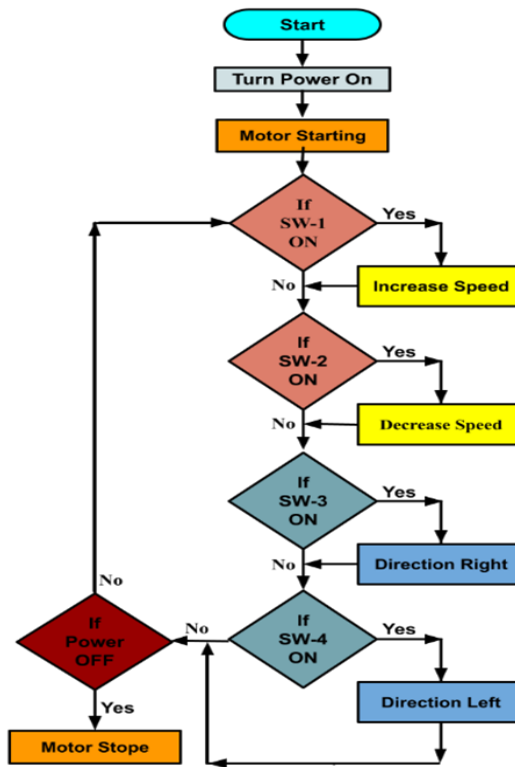 Start
Turn Power On
Motor Starting
If
SW-1
ON
Yes
Increase Speed
No
If
SW-2
ON
Yes
Decrease Speed
No
If
SW-3
ON
Yes
Direction Right
No
If
SW-4
ON
Yes
Direction Left
No
If
Power
OFF
No
Yes
Motor Stope